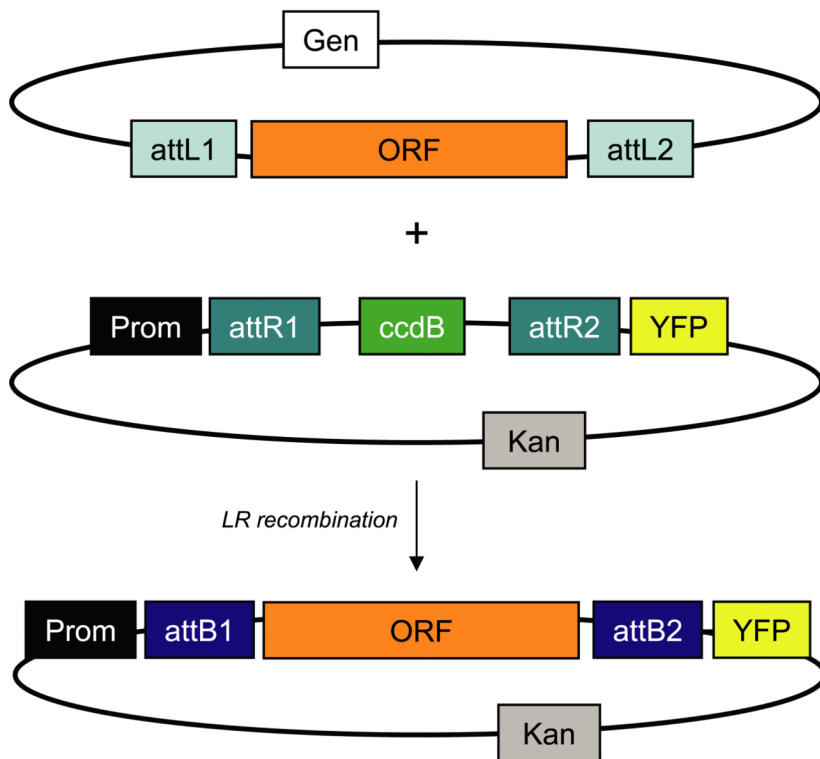 Gen
attL1 ORF attL2
+
Prom attR1 ccdB attR2 YFP
Kan
LR recombination
Prom attB1 ORF attB2 YFP
Kan